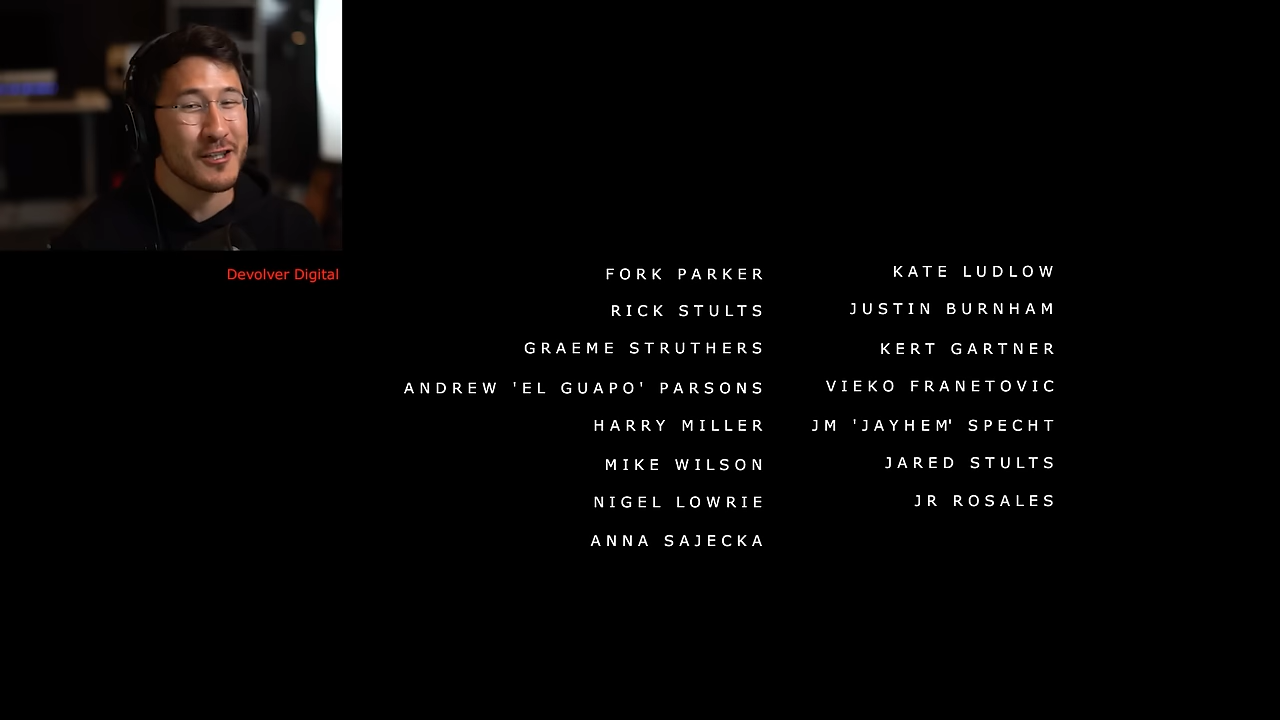 Devolver Digital
FORK PARKER
RICK STULTS
GRAEME STRUTHERS
ANDREW 'EL GUAPO' PARSONS
HARRY MILLER
MIKE WILSON
NIGEL LOWRIE
ANNA SAJECKA
KATE LUDLOW
JUSTIN BURNHAM
KERT GARTNER
VIEKO FRANETOVIC
JM 'JAYHEM' SPECHT
JARED STULTS
JR ROSALES